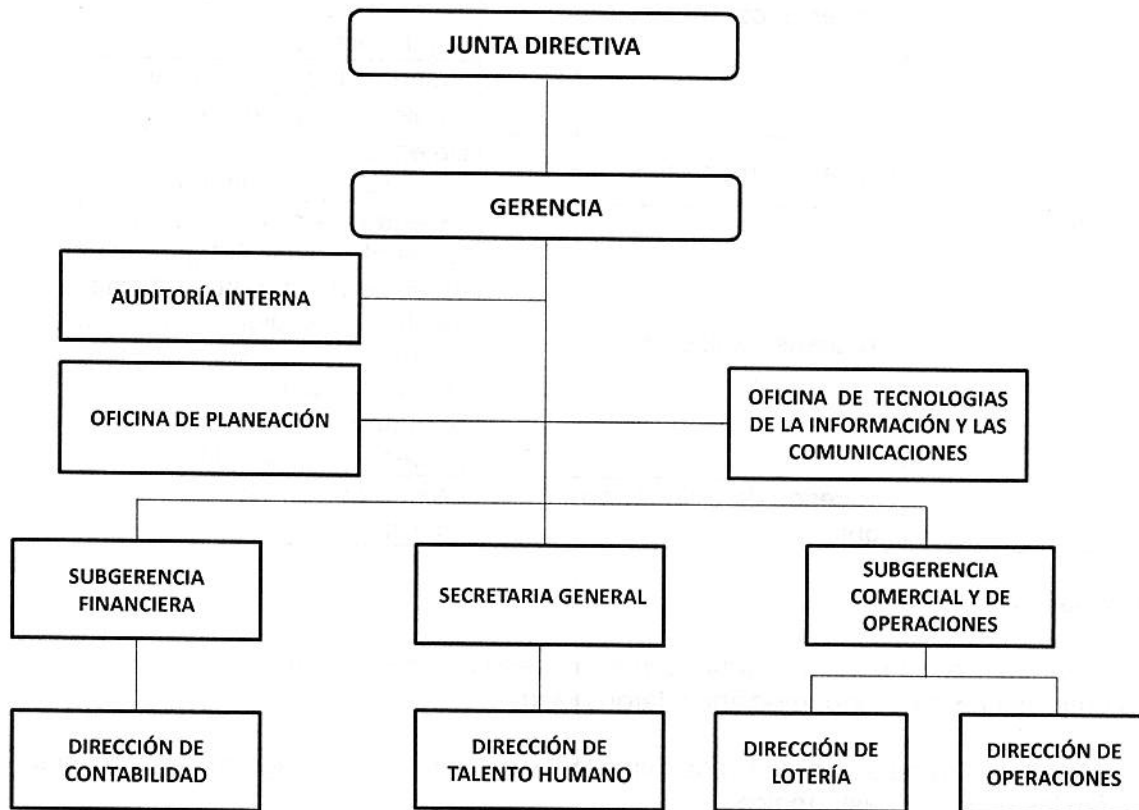 JUNTA DIRECTIVA
GERENCIA
AUDITORÍA INTERNA
OFICINA DE PLANEACIÓN
OFICINA DE TECNOLOGIAS
DE LA INFORMACIÓN Y LAS
COMUNICACIONES
SUBGERENCIA
FINANCIERA
SECRETARIA GENERAL
SUBGERENCIA
COMERCIAL Y DE
OPERACIONES
DIRECCIÓN DE
CONTABILIDAD
DIRECCIÓN DE
TALENTO HUMANO
DIRECCIÓN DE
LOTERÍA
DIRECCIÓN DE
OPERACIONES